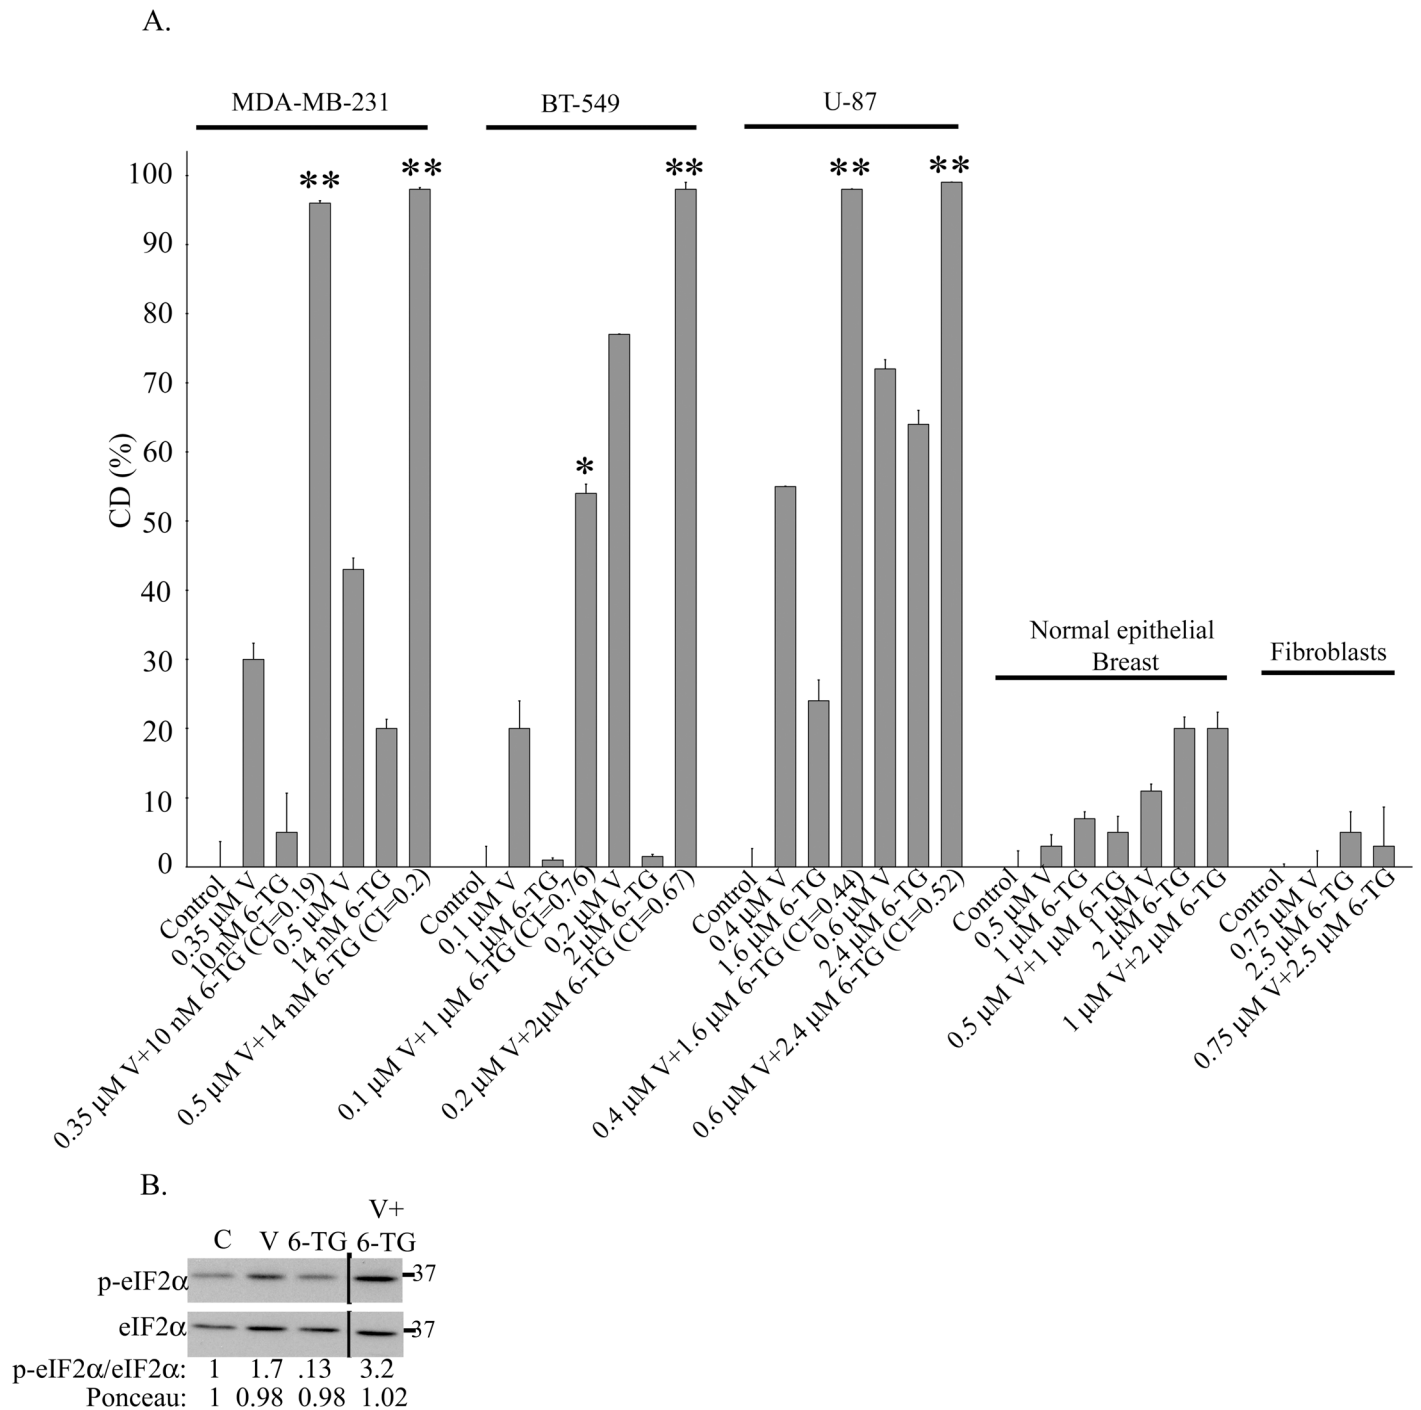 A.
MDA-MB-231
BT-549
U-87
**
**
*
**
**
**
100
90
80
70
60
50
40
30
20
10
0
CD (%)
Normal epithelial
Breast
Fibroblasts
Control
0.35 µM V
10 nM 6-TG
0.35 µM V+10 nM 6-TG (CI=0.19)
0.5 µM V
14 nM 6-TG
0.5 µM V+14 nM 6-TG (CI=0.2)
Control
0.1 µM V
1 µM 6-TG
0.1 µM V+1 µM 6-TG (CI=0.76)
0.2 µM V
2 µM 6-TG
0.2 µM V+2µM 6-TG (CI=0.67)
Control
0.4 µM V
1.6 µM 6-TG
0.4 µM V+1.6 µM 6-TG (CI=0.44)
0.6 µM V
2.4 µM 6-TG
0.6 µM V+2.4 µM 6-TG (CI=0.52)
Control
0.5 µM V
1 µM 6-TG
0.5 µM V+1 µM 6-TG
1 µM V
2 µM 6-TG
1 µM V+2 µM 6-TG
Control
0.75 µM V
2.5 µM 6-TG
0.75 µM V+2.5 µM 6-TG
B.
C V 6-TG V+ 6-TG
p-eIF2α 37
eIF2α 37
p-eIF2α/eIF2α: 1 1.7 .13 3.2
Ponceau: 1 0.98 0.98 1.02